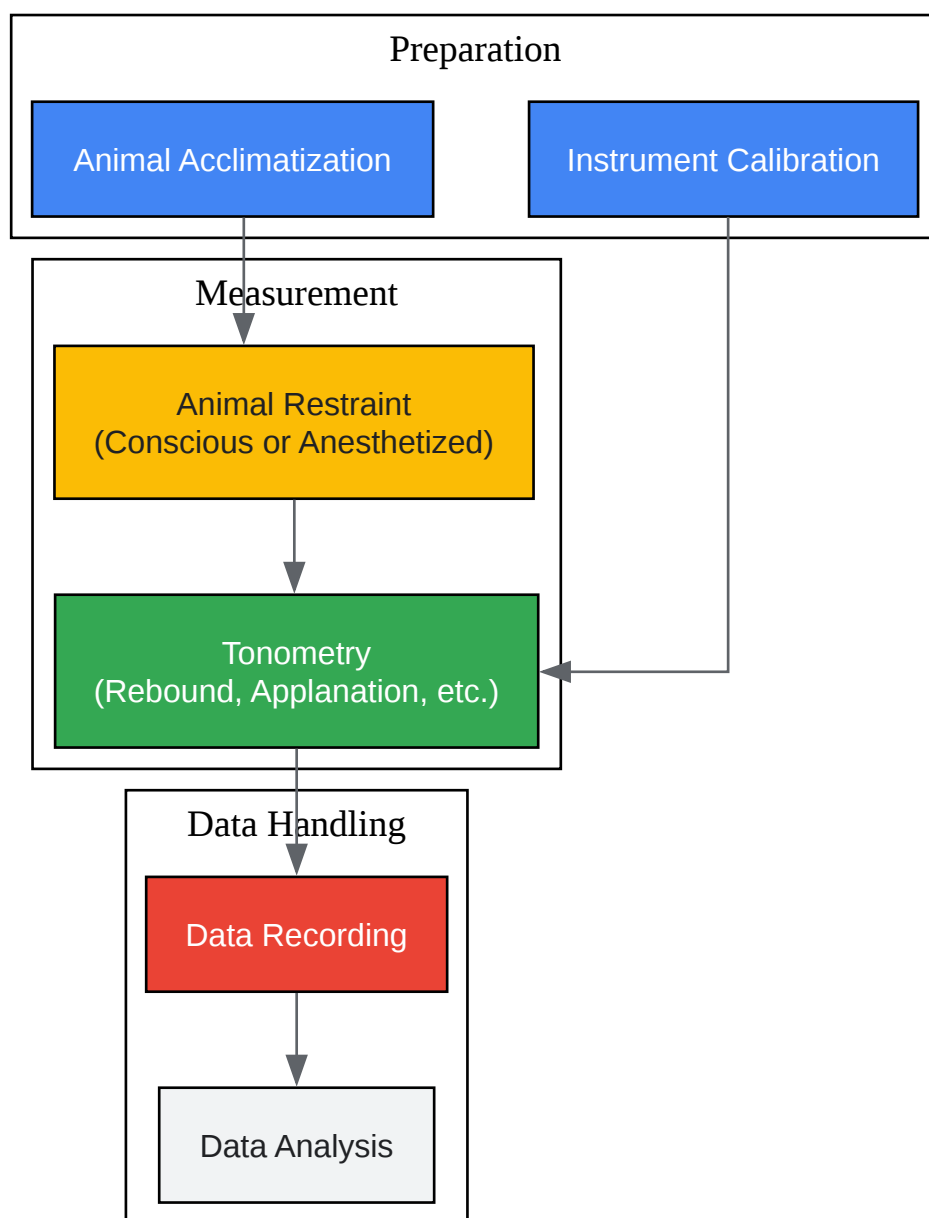 Preparation
Animal Acclimatization
Instrument Calibration
Measurement
Animal Restraint
(Conscious or Anesthetized)
Tonometry
(Rebound, Applanation, etc.)
Data Handling
Data Recording
Data Analysis